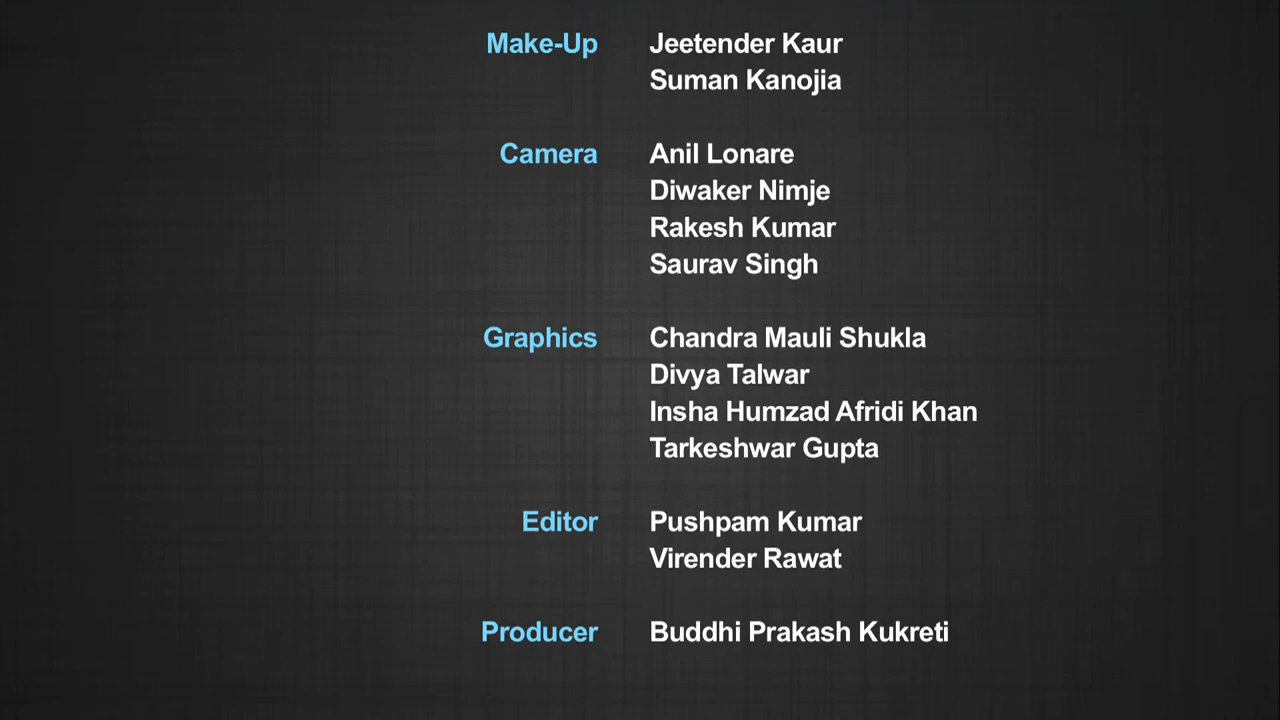 Make-Up Jeetender Kaur
Suman Kanojia
Camera Anil Lonare
Diwaker Nimje
Rakesh Kumar
Saurav Singh
Graphics Chandra Mauli Shukla
Divya Talwar
Insha Humzad Afridi Khan
Tarkeshwar Gupta
Editor Pushpam Kumar
Virender Rawat
Producer Buddhi Prakash Kukreti